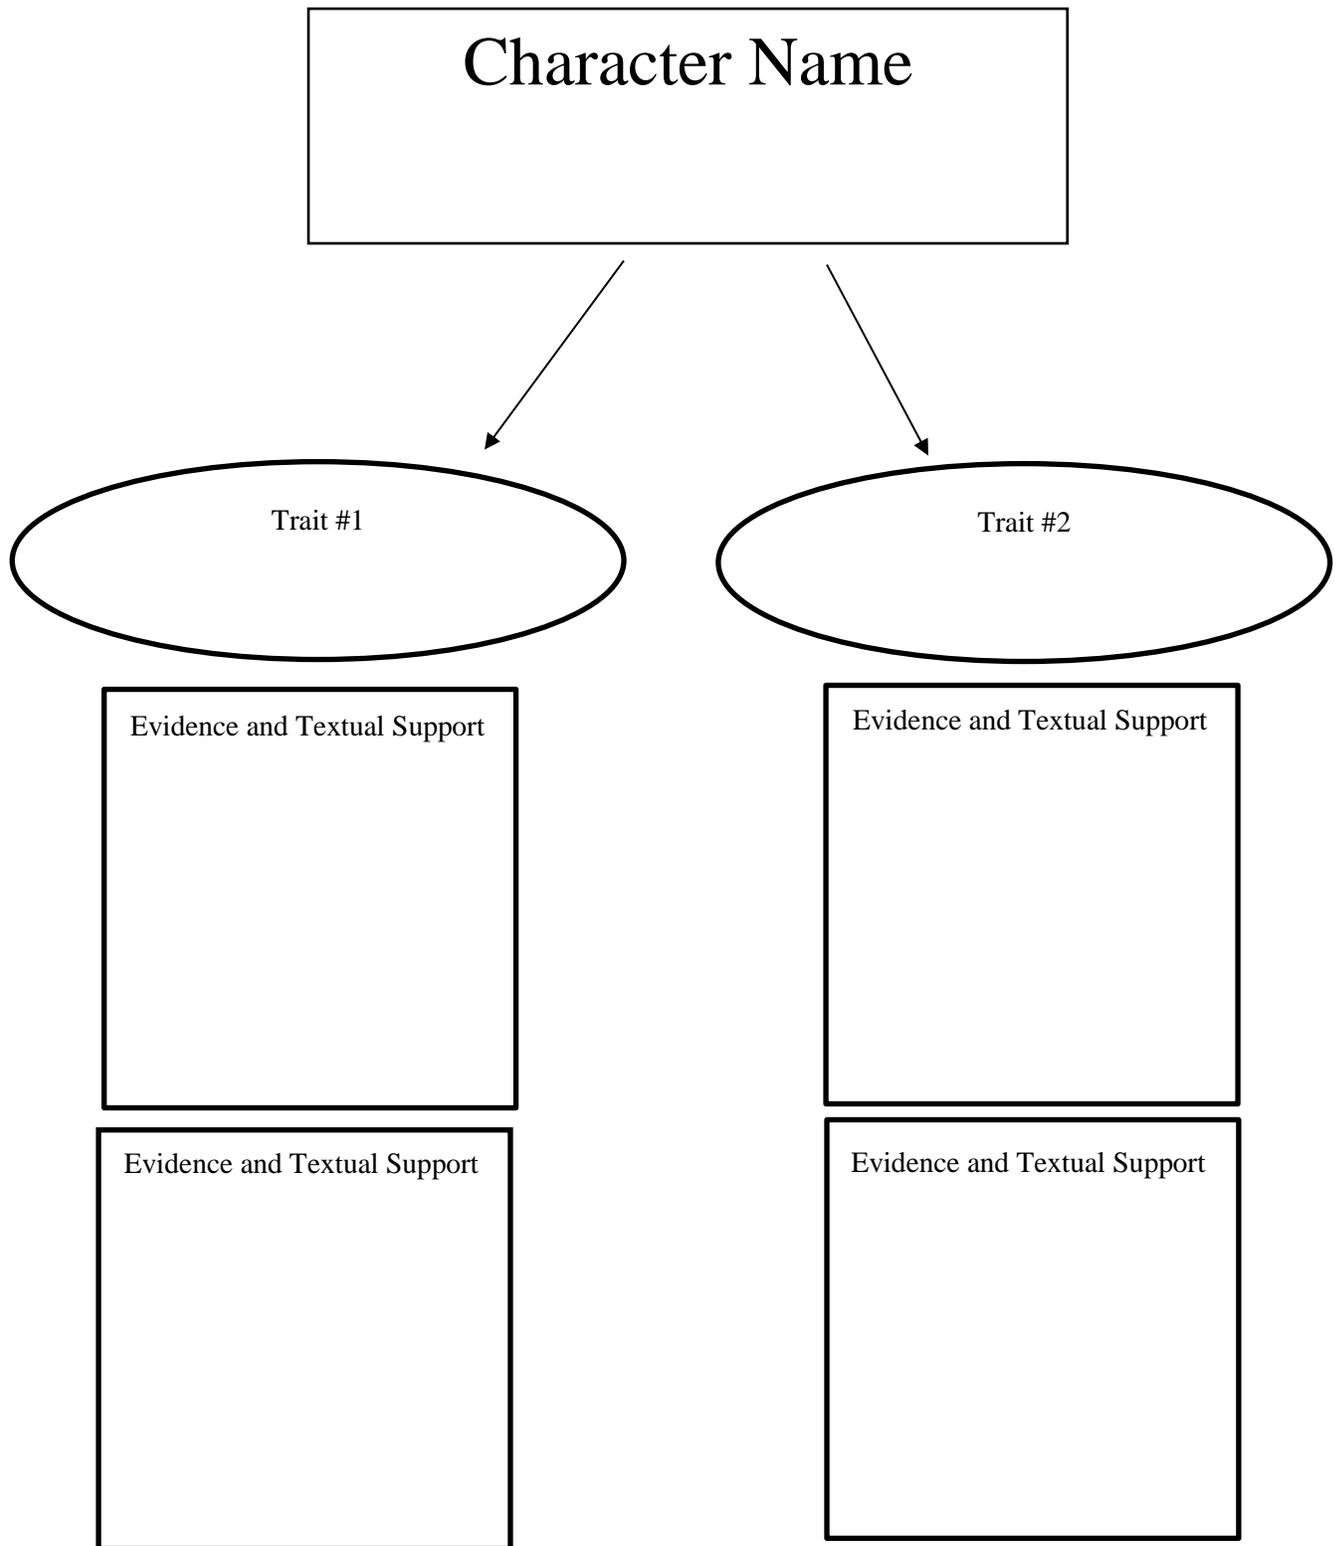 Character Name
Trait #1
Trait #2
Evidence and Textual Support
Evidence and Textual Support
Evidence and Textual Support
Evidence and Textual Support